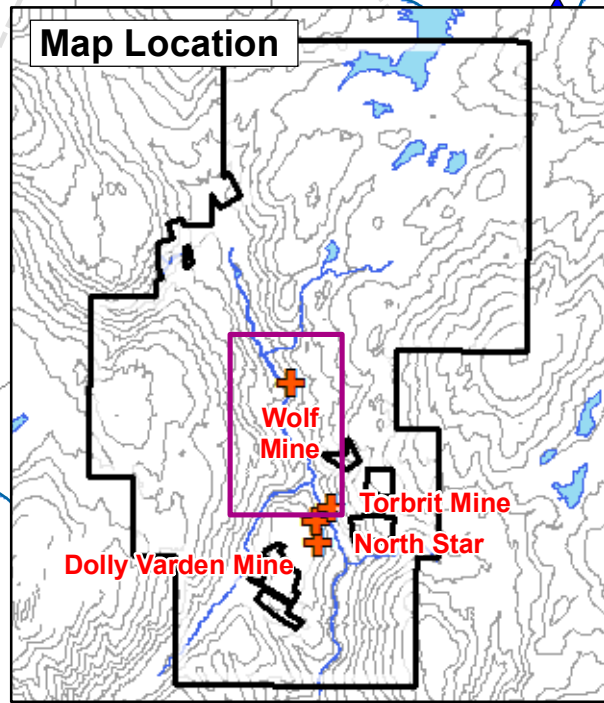 Map Location
Wolf
Mine
Torbrit Mine
North Star
Dolly Varden Mine